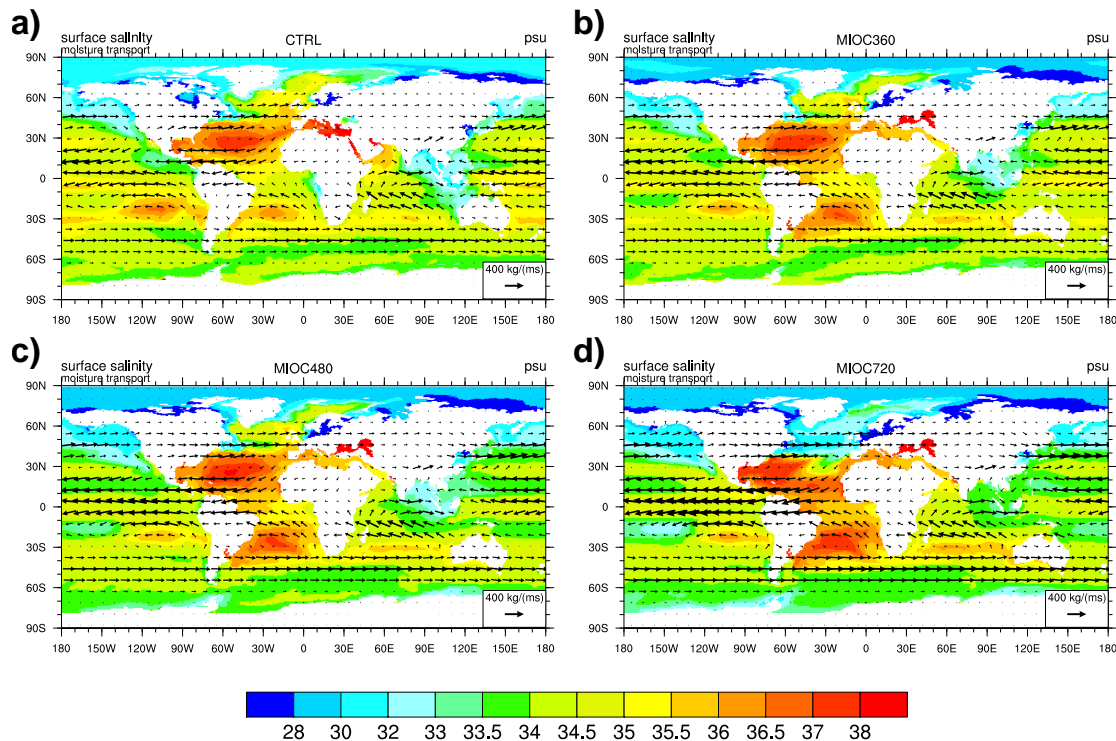 a)
surface salinity CTRL psu
moisture transport
90N
60N
30N
0
30S
60S
90S
400 kg/(ms)
180 150W 120W 90W 60W 30W 0 30E 60E 90E 120E 150E 180
b)
surface salinity MIOC360 psu
moisture transport
90N
60N
30N
0
30S
60S
90S
400 kg/(ms)
180 150W 120W 90W 60W 30W 0 30E 60E 90E 120E 150E 180
c)
surface salinity MIOC480 psu
moisture transport
90N
60N
30N
0
30S
60S
90S
400 kg/(ms)
180 150W 120W 90W 60W 30W 0 30E 60E 90E 120E 150E 180
d)
surface salinity MIOC720 psu
moisture transport
90N
60N
30N
0
30S
60S
90S
400 kg/(ms)
180 150W 120W 90W 60W 30W 0 30E 60E 90E 120E 150E 180
28 30 32 33 33.5 34 34.5 35 35.5 36 36.5 37 38